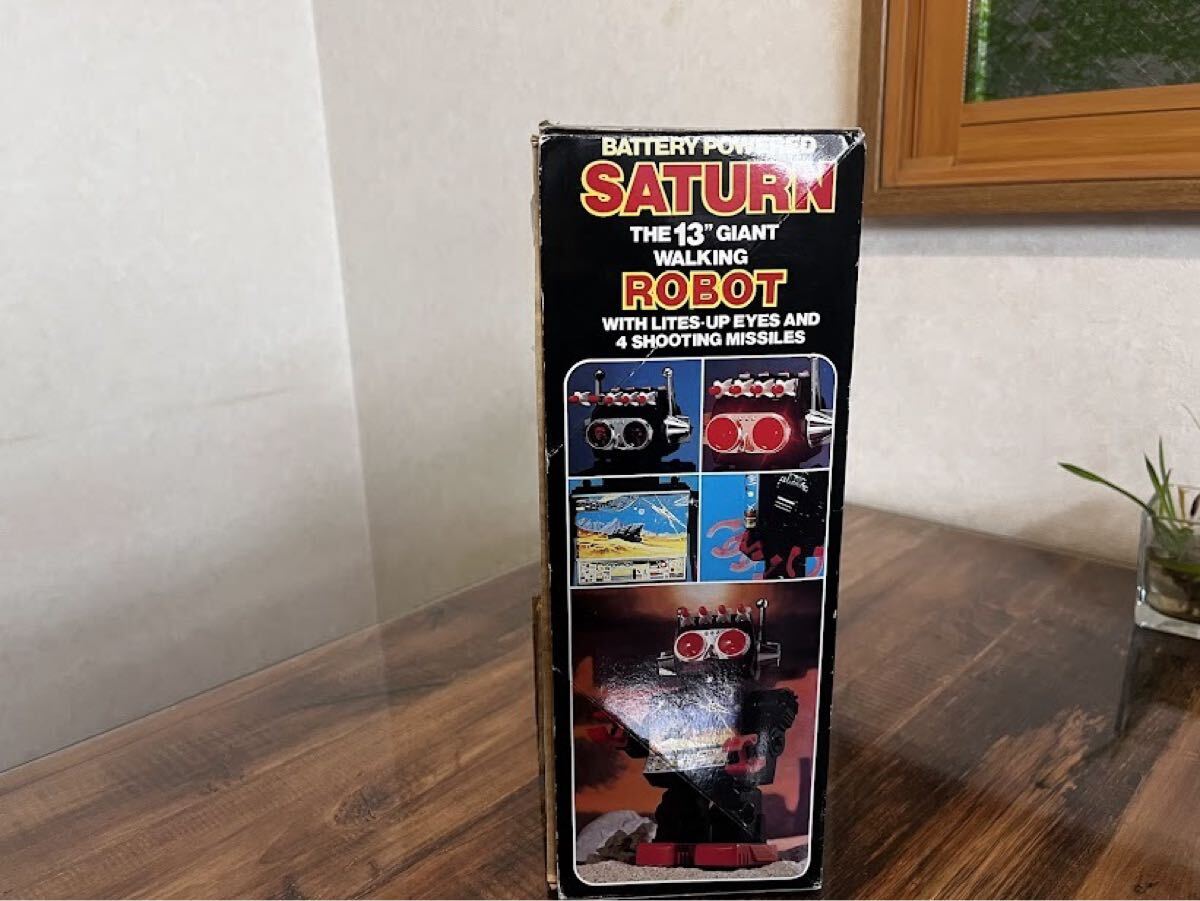 BATTERY POWERED
SATURN
THE 13" GIANT
WALKING
ROBOT
WITH LITES-UP EYES AND
4 SHOOTING MISSILES